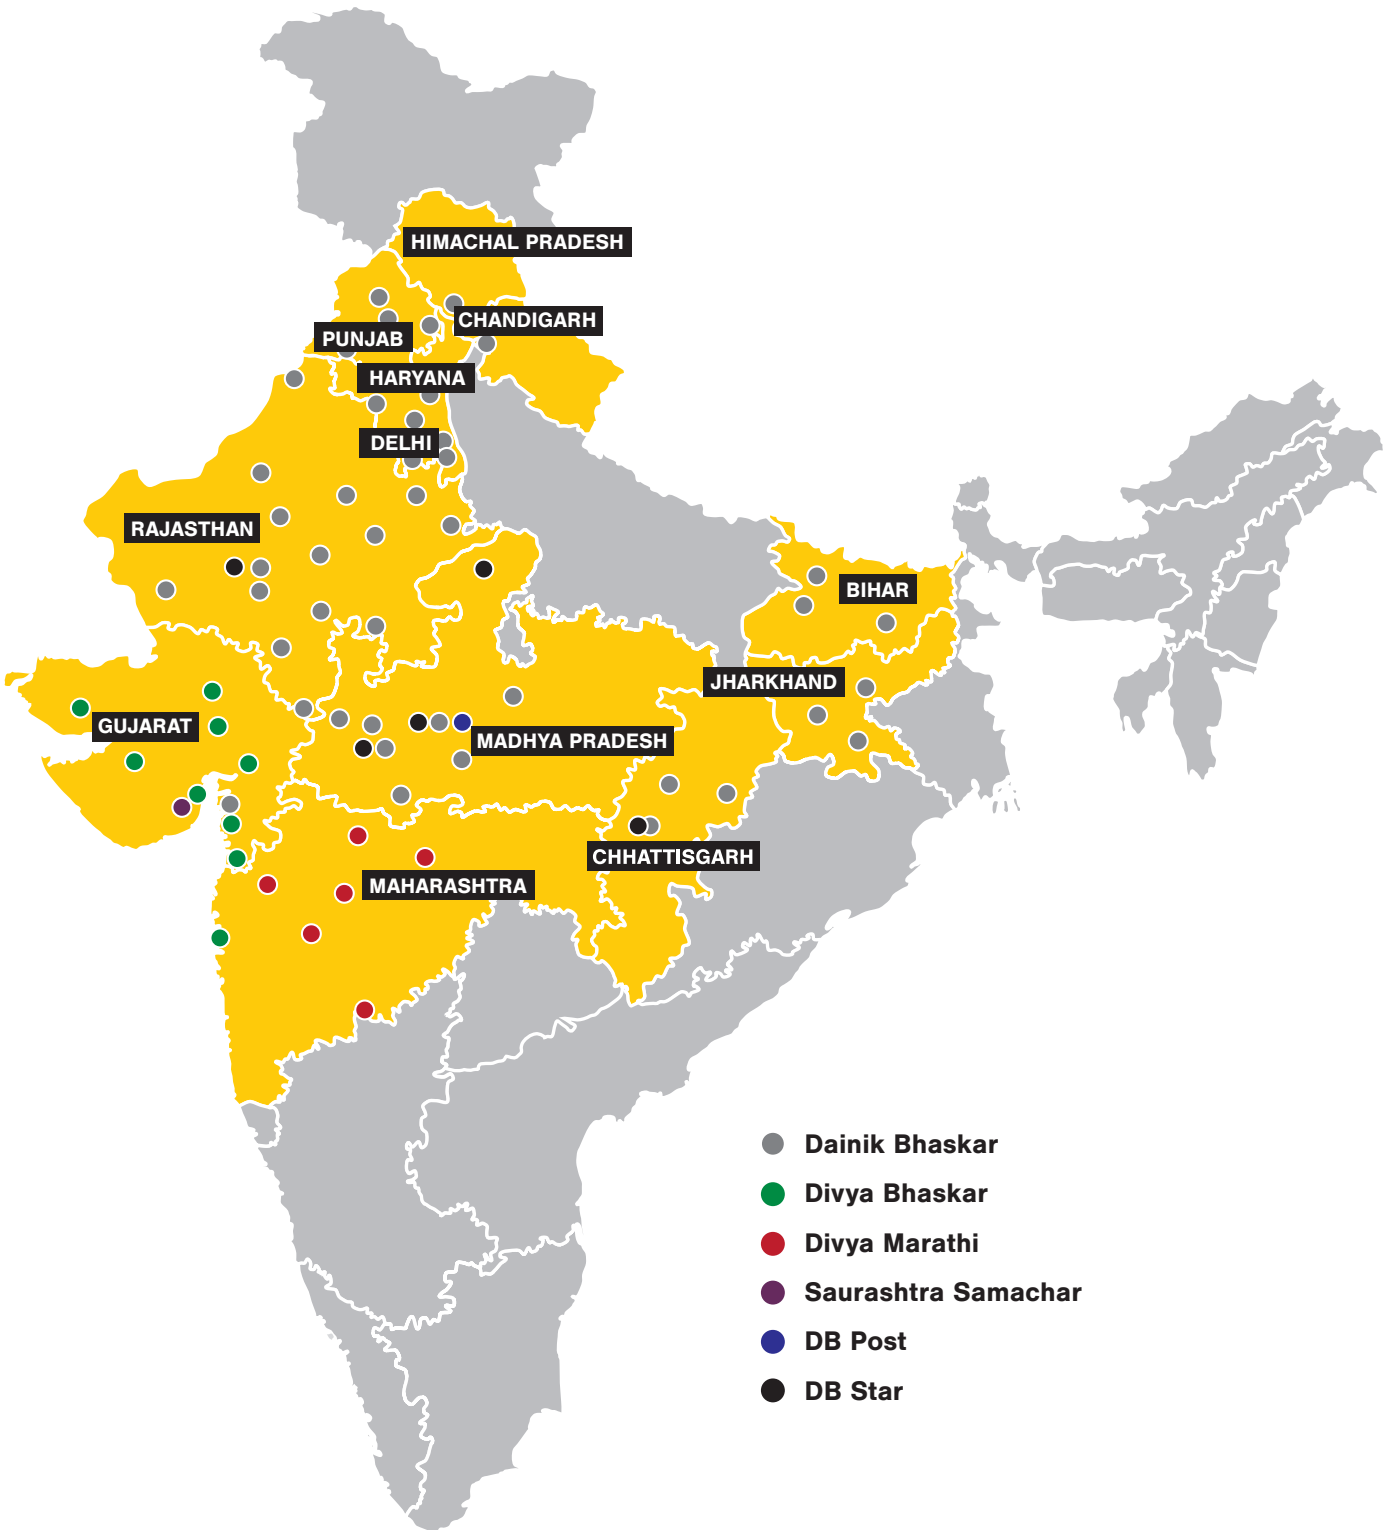 HIMACHAL PRADESH
CHANDIGARH
PUNJAB
HARYANA
DELHI
RAJASTHAN
BIHAR
JHARKHAND
GUJARAT
MADHYA PRADESH
CHHATTISGARH
MAHARASHTRA
Dainik Bhaskar
Divya Bhaskar
Divya Marathi
Saurashtra Samachar
DB Post
DB Star